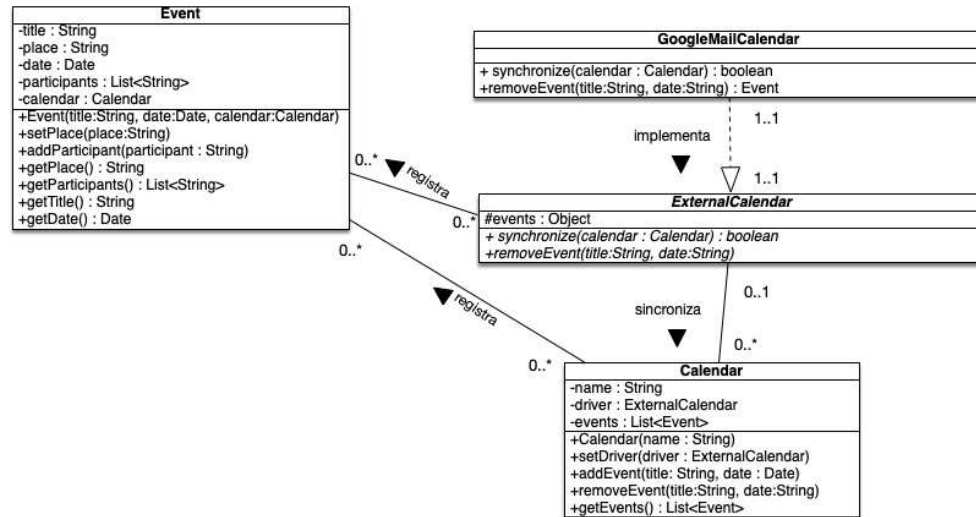 Event
-title : String
-place : String
-date : Date
-participants : List<String>
-calendar : Calendar
+Event(title:String, date:Date, calendar:Calendar)
+setPlace(place:String)
+addParticipant(participant : String)
+getPlace() : String
+getParticipants() : List<String>
+getTitle() : String
+getDate() : Date
GoogleMailCalendar
+ synchronize(calendar : Calendar) : boolean
+removeEvent(title:String, date:String) : Event
1..1
implementa
1..1
0..*
registra
0..*
ExternalCalendar
#events : Object
+ synchronize(calendar : Calendar) : boolean
+removeEvent(title:String, date:String)
0..*
registra
0..*
0..1
sincroniza
0..*
Calendar
-name : String
-driver : ExternalCalendar
-events : List<Event>
+Calendar(name : String)
+setDriver(driver : ExternalCalendar)
+addEvent(title: String, date : Date)
+removeEvent(title:String, date:String)
+getEvents() : List<Event>